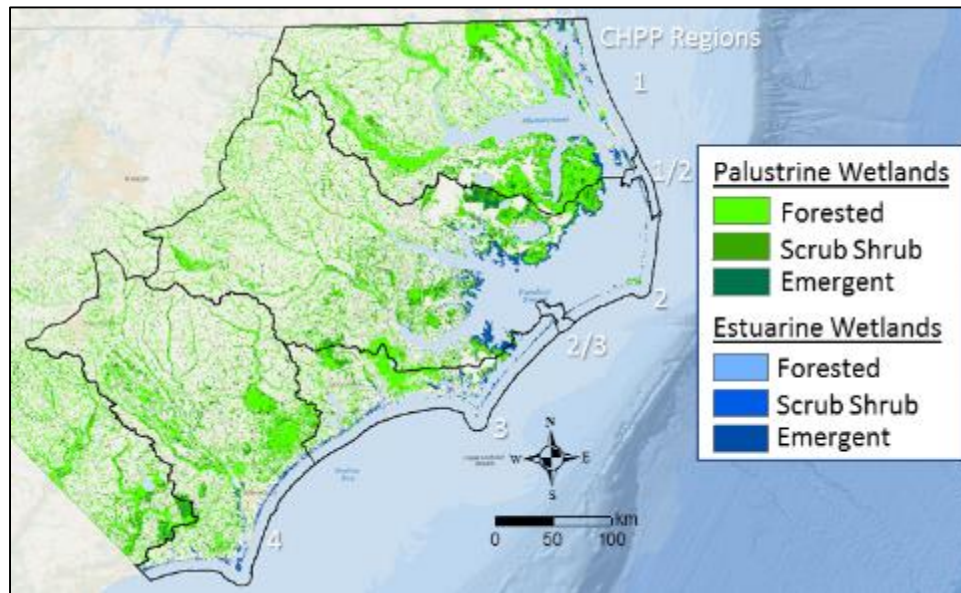 CHPP Regions
1
1/2
2
2/3
3
4
Palustrine Wetlands
Forested
Scrub Shrub
Emergent
Estuarine Wetlands
Forested
Scrub Shrub
Emergent
N
W E
S
km
0 50 100